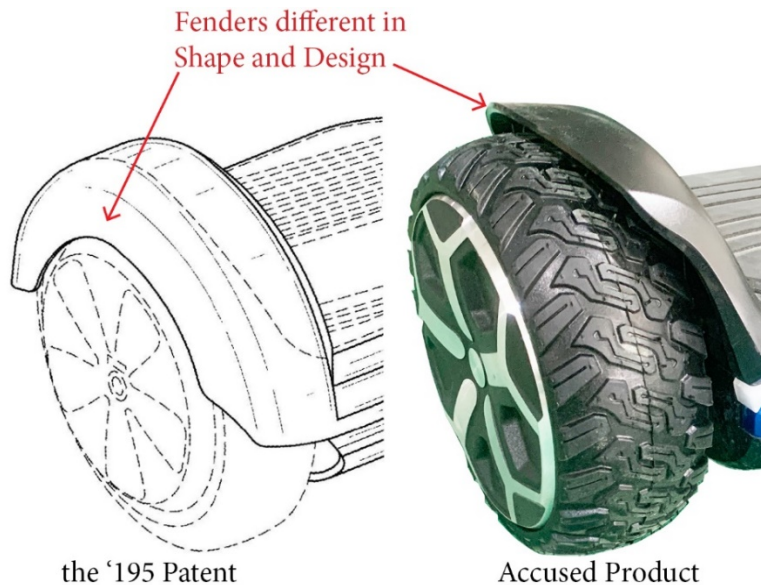 Fenders different in
Shape and Design
the ‘195 Patent
Accused Product